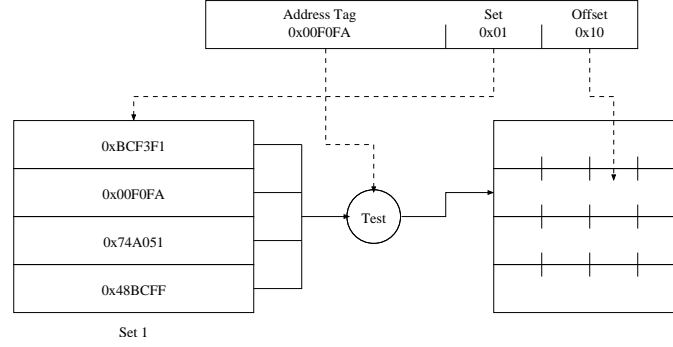 Address Tag Set Offset
0x00F0FA 0x01 0x10
0xBCF3F1
0x00F0FA
0x74A051
0x48BCFF
Test
Set 1